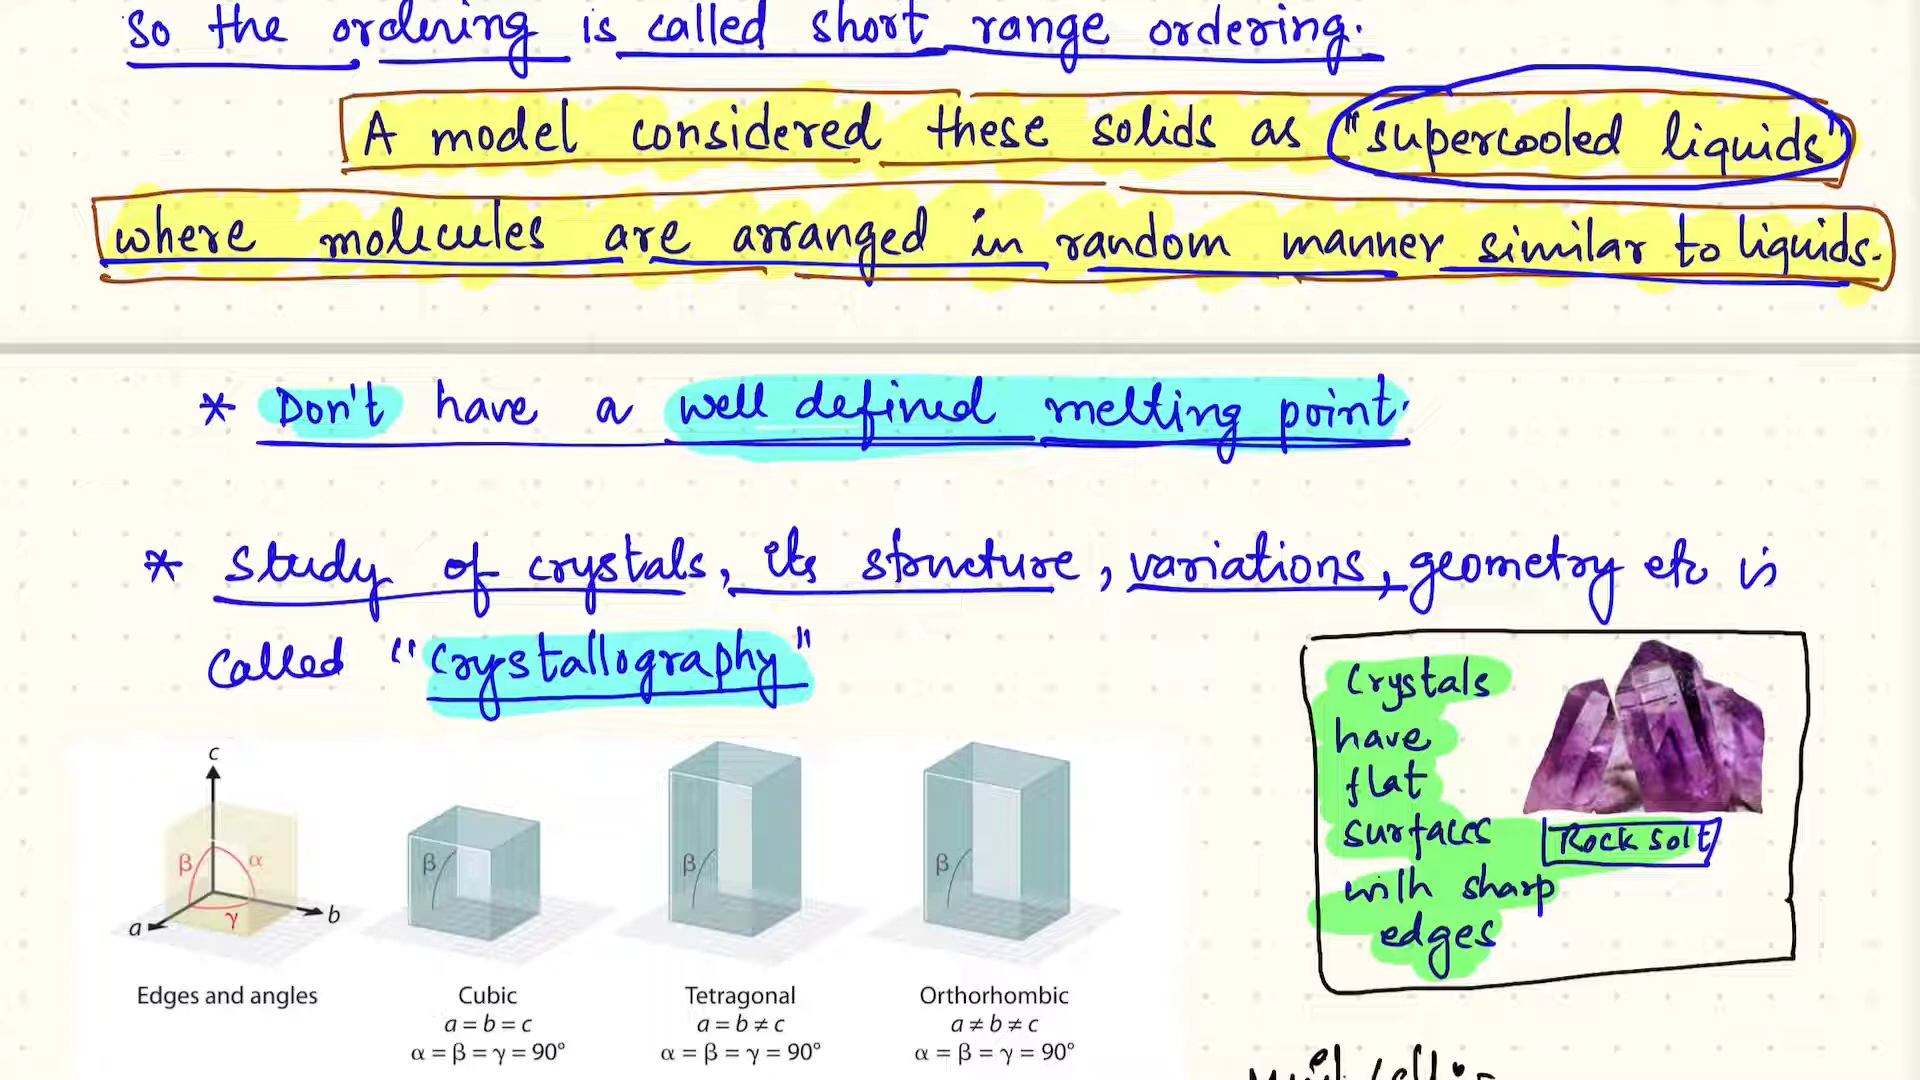 so the ordering is called short range ordering.
A model considered these solids as "supercooled liquids"
where molecules are arranged in random manner similar to liquids.
* Don't have a well defined melting point.
* Study of crystals, its structure, variations, geometry etc is
called "crystallography"
Crystals
have
flat
surfaces
with sharp
edges
Rock Solt
c
β
α
γ
a
b
β
β
β
Edges and angles
Cubic
a = b = c
α = β = γ = 90°
Tetragonal
a = b ≠ c
α = β = γ = 90°
Orthorhombic
a ≠ b ≠ c
α = β = γ = 90°